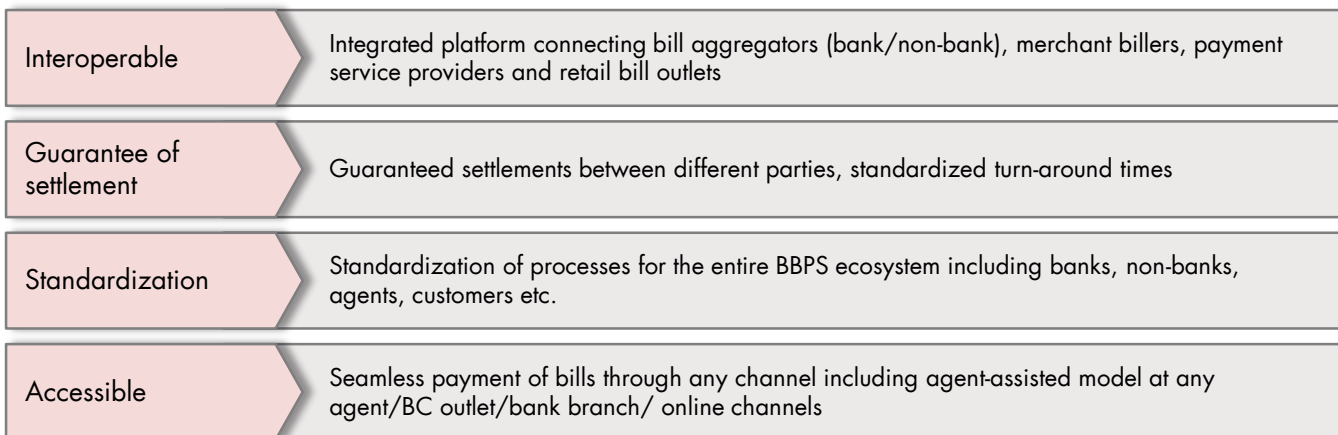 Interoperable
Integrated platform connecting bill aggregators (bank/non-bank), merchant billers, payment
service providers and retail bill outlets
Guarantee of
settlement
Guaranteed settlements between different parties, standardized turn-around times
Standardization
Standardization of processes for the entire BBPS ecosystem including banks, non-banks,
agents, customers etc.
Accessible
Seamless payment of bills through any channel including agent-assisted model at any
agent/BC outlet/bank branch/ online channels